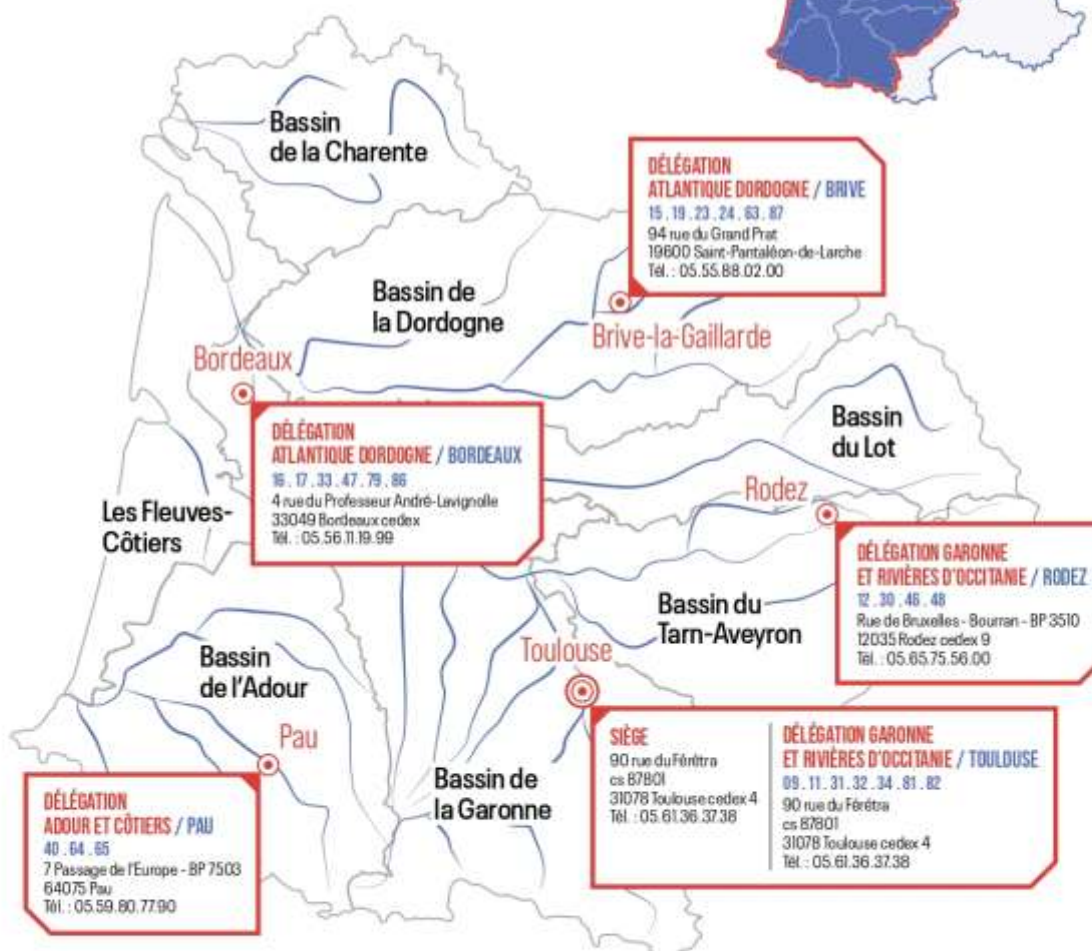 Bassin
de la Charente
DÉLÉGATION
ATLANTIQUE DORDOGNE / BRIVE
15 . 19 . 23 . 24 . 63 . 87
94 rue du Grand Prat
19600 Saint-Pantaléon-de-Larche
Tél. : 05.55.88.02.00
Bassin de
la Dordogne
Brive-la-Gaillarde
Bordeaux
DÉLÉGATION
ATLANTIQUE DORDOGNE / BORDEAUX
16 . 17 . 33 . 47 . 79 . 86
4 rue du Professeur André-Lavignolle
33049 Bordeaux cedex
Tél. : 05.56.11.19.99
Bassin
du Lot
Les Fleuves-
Côtiers
Rodez
DÉLÉGATION GARONNE
ET RIVIÈRES D'OCCITANIE / RODEZ
12 . 30 . 46 . 48
Rue de Bruxelles - Bourran - BP 3510
12035 Rodez cedex 9
Tél. : 05.65.75.56.00
Bassin du
Tarn-Aveyron
Toulouse
Bassin
de l'Adour
Pau
Bassin de
la Garonne
SIÈGE
90 rue du Férétra
cs 87801
31078 Toulouse cedex 4
Tél. : 05.61.36.37.38
DÉLÉGATION GARONNE
ET RIVIÈRES D'OCCITANIE / TOULOUSE
09 . 11 . 31 . 32 . 34 . 81 . 82
90 rue du Férétra
cs 87801
31078 Toulouse cedex 4
Tél. : 05.61.36.37.38
DÉLÉGATION
ADOUR ET CÔTIERS / PAU
40 . 64 . 65
7 Passage de l'Europe - BP 7503
64075 Pau
Tél. : 05.59.80.77.90